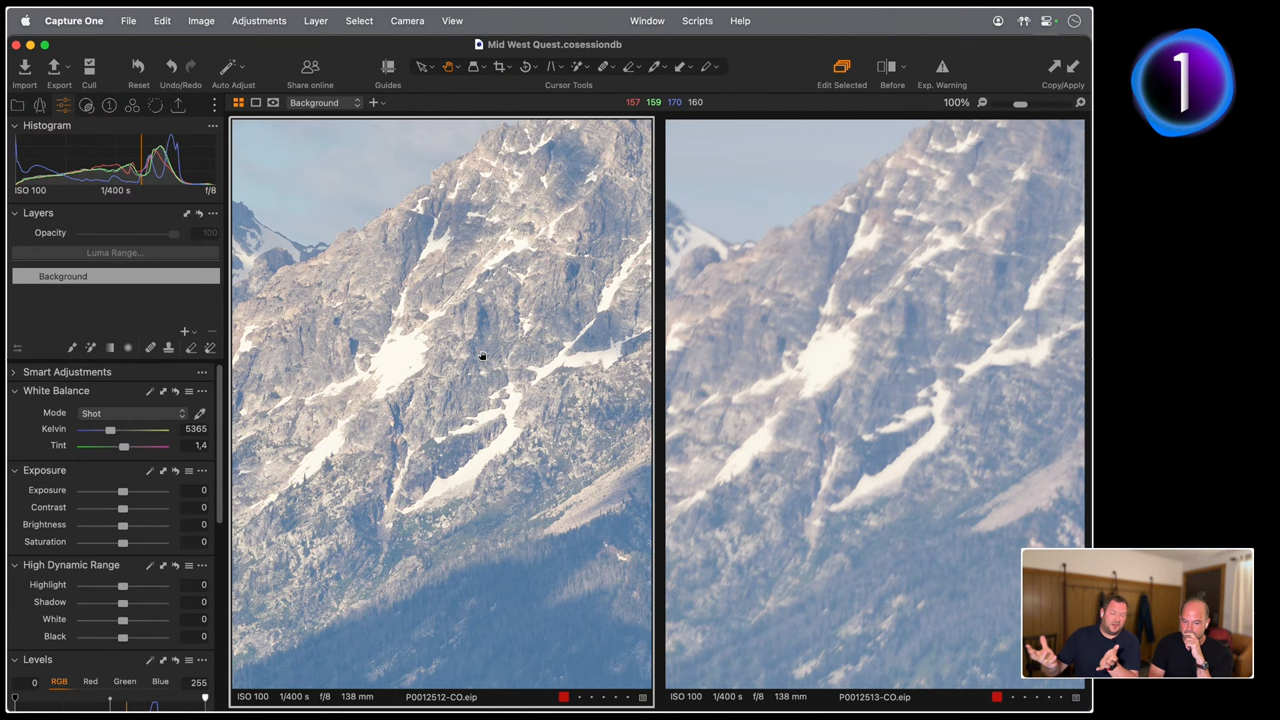 Capture One File Edit Image Adjustments Layer Select Camera View Window Scripts Help
Mid West Quest.cosessiondb
Import Export Cull Reset Undo/Redo Auto Adjust Share online Guides Cursor Tools Edit Selected Before Exp. Warning Copy/Apply
Background 157 159 170 160 100%
Histogram
ISO 100 1/400 s f/8
Layers
Opacity 100
Luma Range...
Background
Smart Adjustments
White Balance
Mode Shot
Kelvin 5365
Tint 1,4
Exposure
Exposure 0
Contrast 0
Brightness 0
Saturation 0
High Dynamic Range
Highlight 0
Shadow 0
White 0
Black 0
Levels
0 RGB Red Green Blue 255
ISO 100 1/400 s f/8 138 mm P0012512-CO.eip
ISO 100 1/400 s f/8 138 mm P0012513-CO.eip
1